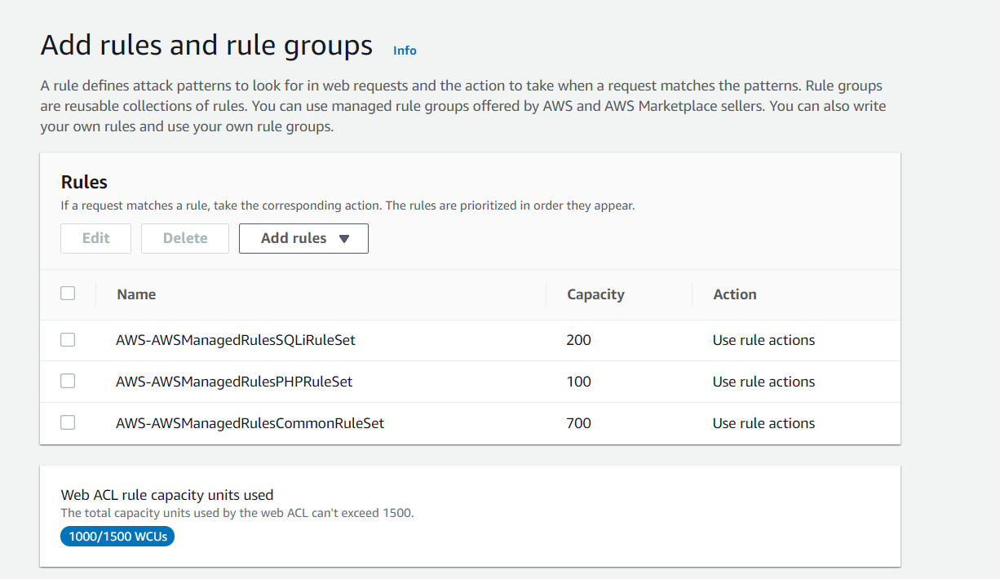 Add rules and rule groups Info
A rule defines attack patterns to look for in web requests and the action to take when a request matches the patterns. Rule groups
are reusable collections of rules. You can use managed rule groups offered by AWS and AWS Marketplace sellers. You can also write
your own rules and use your own rule groups.
Rules
If a request matches a rule, take the corresponding action. The rules are prioritized in order they appear.
Edit Delete Add rules
Name Capacity Action
AWS-AWSManagedRulesSQLiRuleSet 200 Use rule actions
AWS-AWSManagedRulesPHPRuleSet 100 Use rule actions
AWS-AWSManagedRulesCommonRuleSet 700 Use rule actions
Web ACL rule capacity units used
The total capacity units used by the web ACL can't exceed 1500.
1000/1500 WCUs